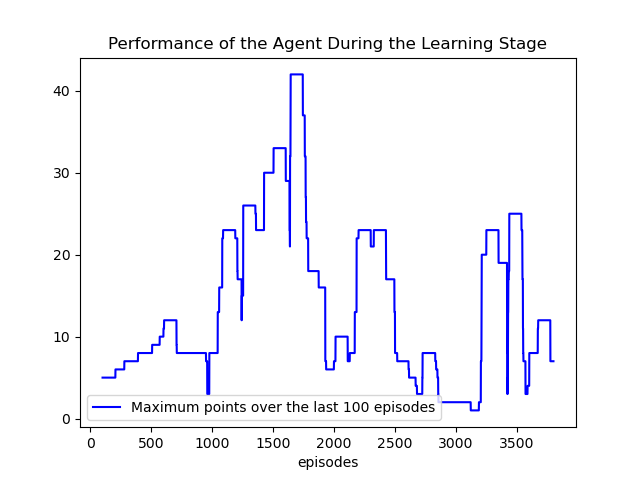 Performance of the Agent During the Learning Stage
40
30
20
10
0
Maximum points over the last 100 episodes
0 500 1000 1500 2000 2500 3000 3500
episodes